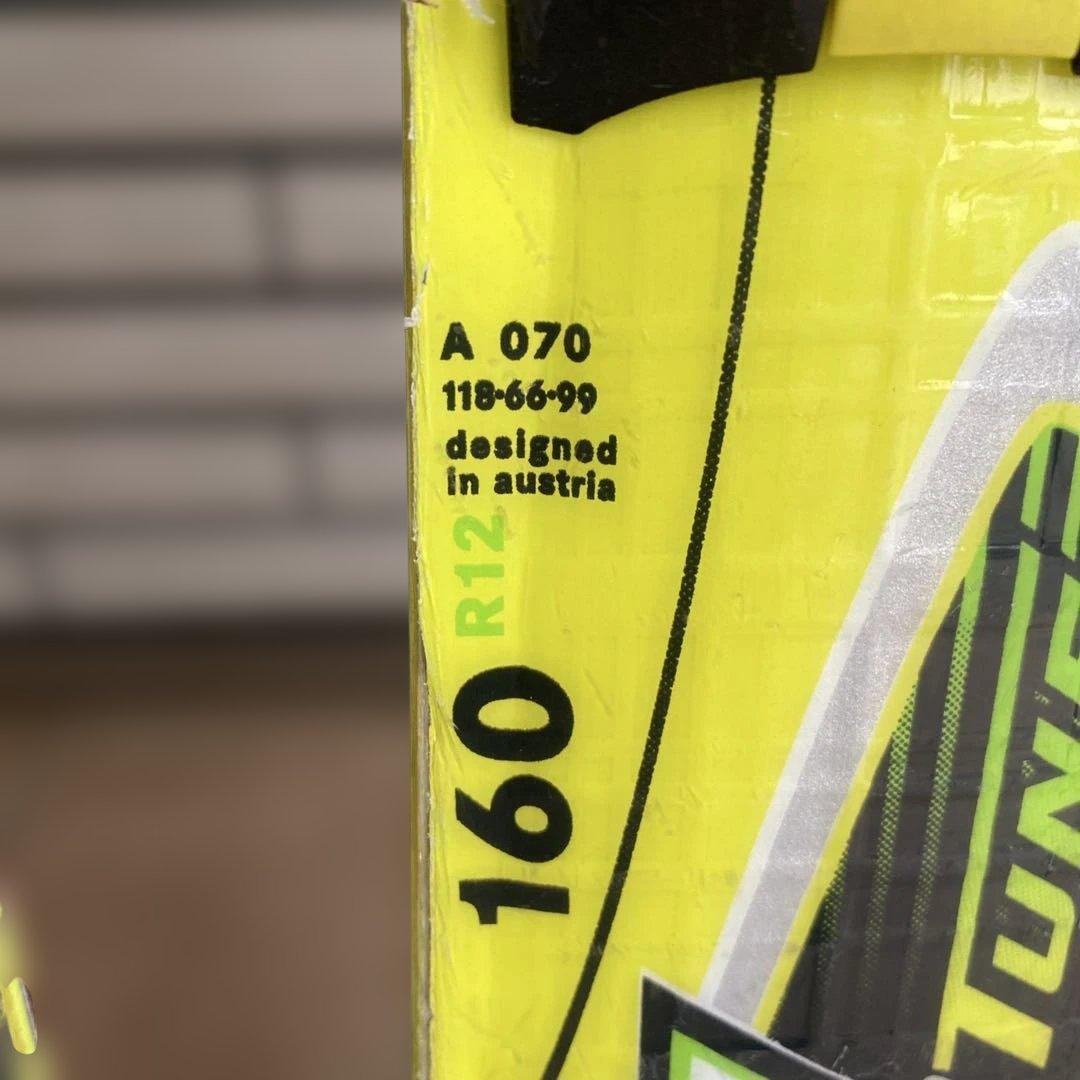 A 070
118•66•99
designed
in austria
R12
160